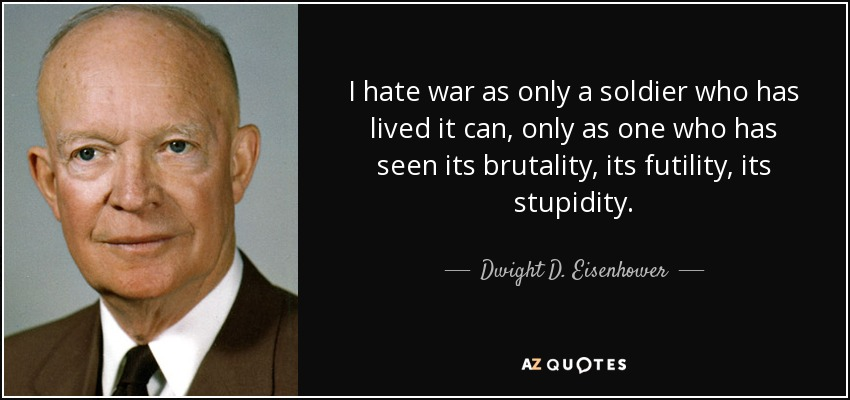 I hate war as only a soldier who has
lived it can, only as one who has
seen its brutality, its futility, its
stupidity.
Dwight D. Eisenhower
AZ QUOTES